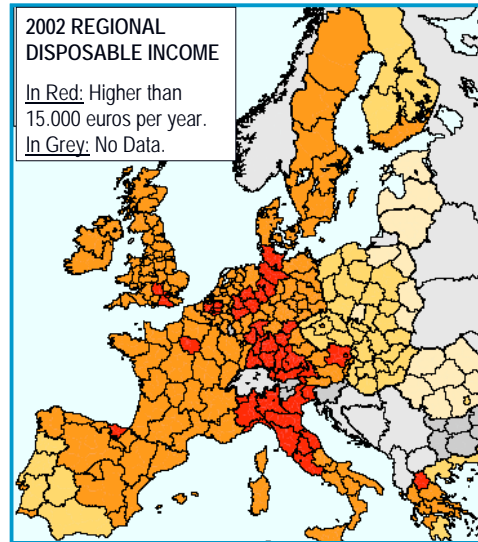 2002 REGIONAL
DISPOSABLE INCOME
In Red: Higher than
15.000 euros per year.
In Grey: No Data.